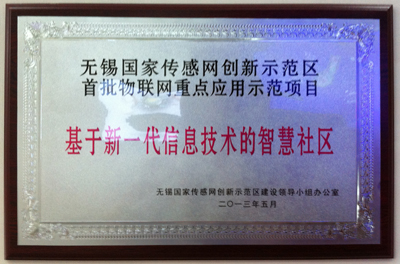 无锡国家传感网创新示范区
首批物联网重点应用示范项目
基于新一代信息技术的智慧社区
无锡国家传感网创新示范区建设领导小组办公室
二〇一三年五月